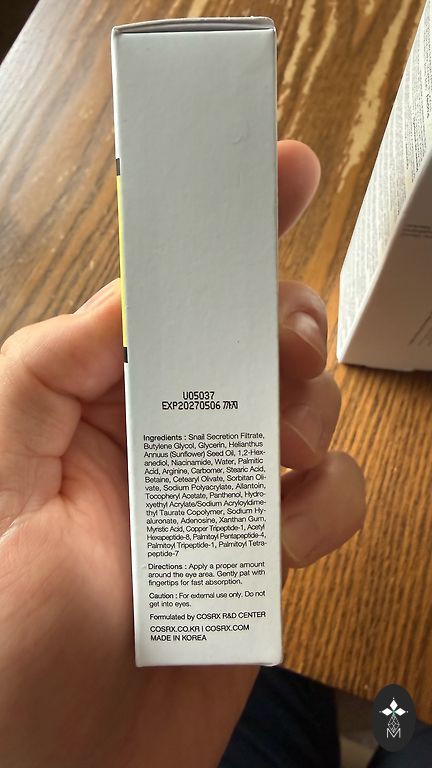 U05037
EXP20270506 까지
Ingredients : Snail Secretion Filtrate,
Butylene Glycol, Glycerin, Helianthus
Annuus (Sunflower) Seed Oil, 1,2-Hex-
anediol, Niacinamide, Water, Palmitic
Acid, Arginine, Carbomer, Stearic Acid,
Betaine, Cetearyl Olivate, Sorbitan Oli-
vate, Sodium Polyacrylate, Allantoin,
Tocopheryl Acetate, Panthenol, Hydro-
xyethyl Acrylate/Sodium Acryloyldime-
thyl Taurate Copolymer, Sodium Hy-
aluronate, Adenosine, Xanthan Gum,
Myristic Acid, Copper Tripeptide-1, Acetyl
Hexapeptide-8, Palmitoyl Pentapeptide-4,
Palmitoyl Tripeptide-1, Palmitoyl Tetra-
peptide-7
Directions : Apply a proper amount
around the eye area. Gently pat with
fingertips for fast absorption.
Caution : For external use only. Do not
get into eyes.
Formulated by COSRX R&D CENTER
COSRX.CO.KR I COSRX.COM
MADE IN KOREA
M